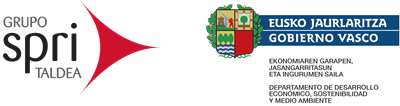 GRUPO
spri
TALDEA
EUSKO JAURLARITZA
GOBIERNO VASCO
EKONOMIAREN GARAPEN,
JASANGARRITASUN
ETA INGURUMEN SAILA
DEPARTAMENTO DE DESARROLLO
ECONÓMICO, SOSTENIBILIDAD
Y MEDIO AMBIENTE